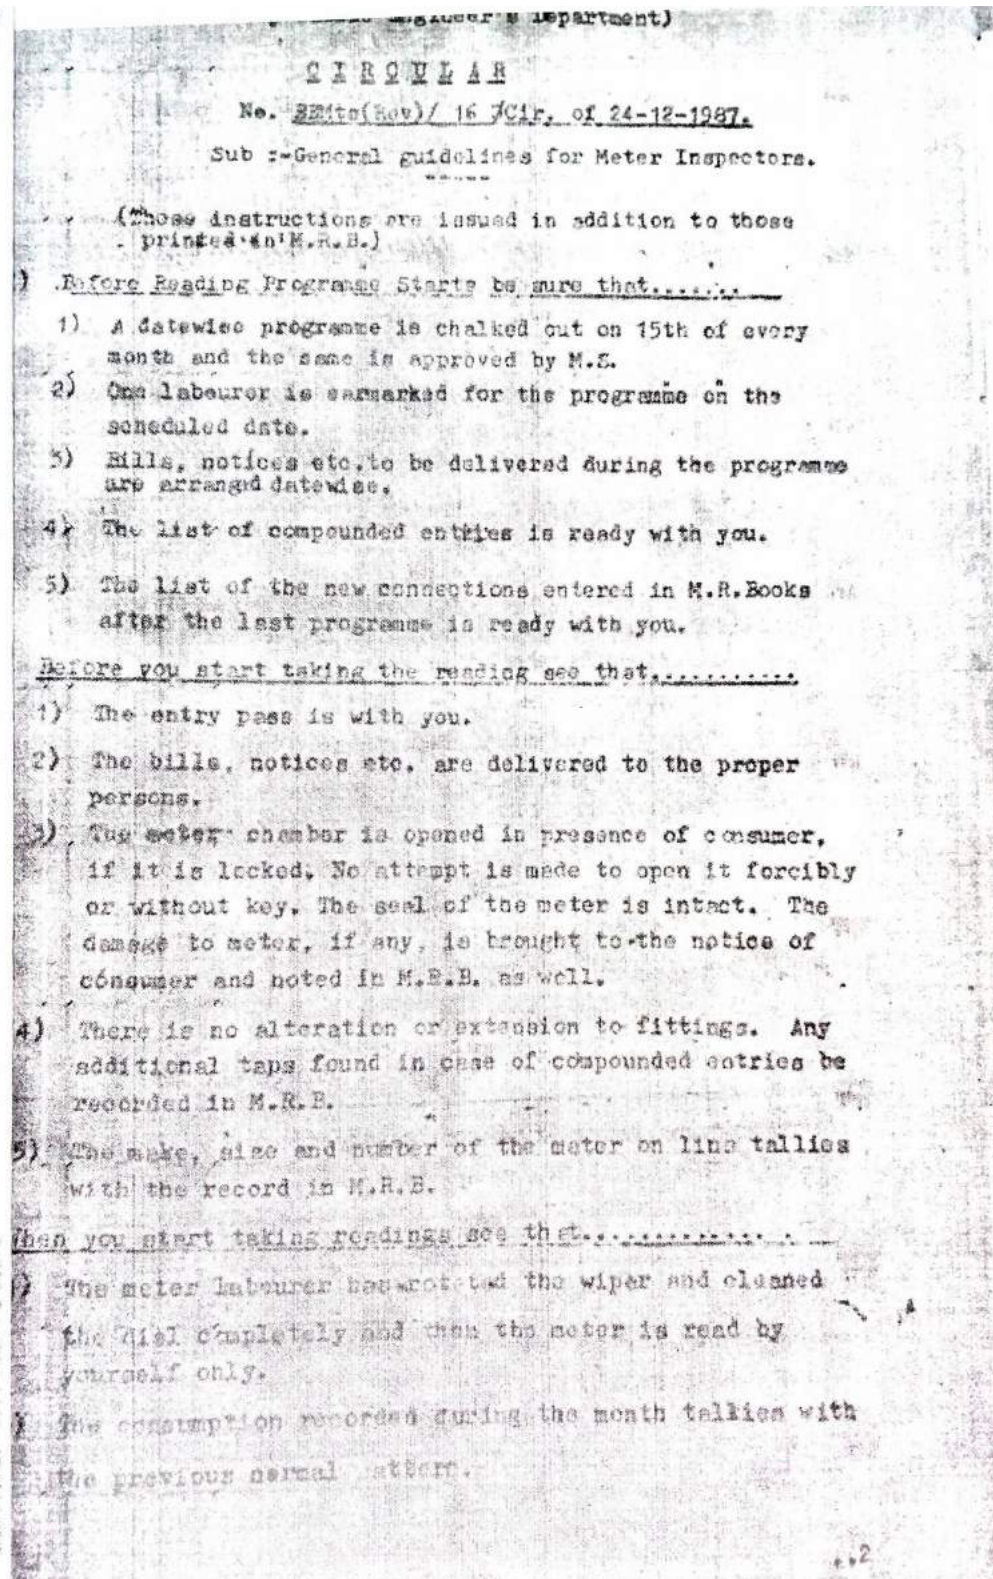 Engineer's Department)
CIRCULAR
No. /16 /Cir. of 24-12-1987.
Sub :-General guidelines for Meter Inspectors.
-----
(These instructions are issued in addition to those
printed in M.R.B.)
) Before Reading Programme Starts be sure that.......
1) A datewise programme is chalked out on 15th of every
month and the same is approved by M.S.
2) One labourer is earmarked for the programme on the
scheduled date.
3) Bills, notices etc.to be delivered during the programme
are arranged datewise.
4) The list of compounded entries is ready with you.
5) The list of the new connections entered in M.R.Books
after the last programme is ready with you.
Before you start taking the reading see that...........
1) The entry pass is with you.
2) The bills, notices etc. are delivered to the proper
persons.
3) The meter chamber is opened in presence of consumer,
if it is locked. No attempt is made to open it forcibly
or without key. The seal of the meter is intact. The
damage to meter, if any, is brought to the notice of
consumer and noted in M.R.B. as well.
4) There is no alteration or extension to fittings. Any
additional taps found in case of compounded entries be
recorded in M.R.B.
5) The make, size and number of the meter on line tallies
with the record in M.R.B.
When you start taking readings see that...............
) The meter labourer has rotated the wiper and cleaned
the dial completely and then the meter is read by
yourself only.
) The consumption recorded during the month tallies with
the previous normal pattern.
..2